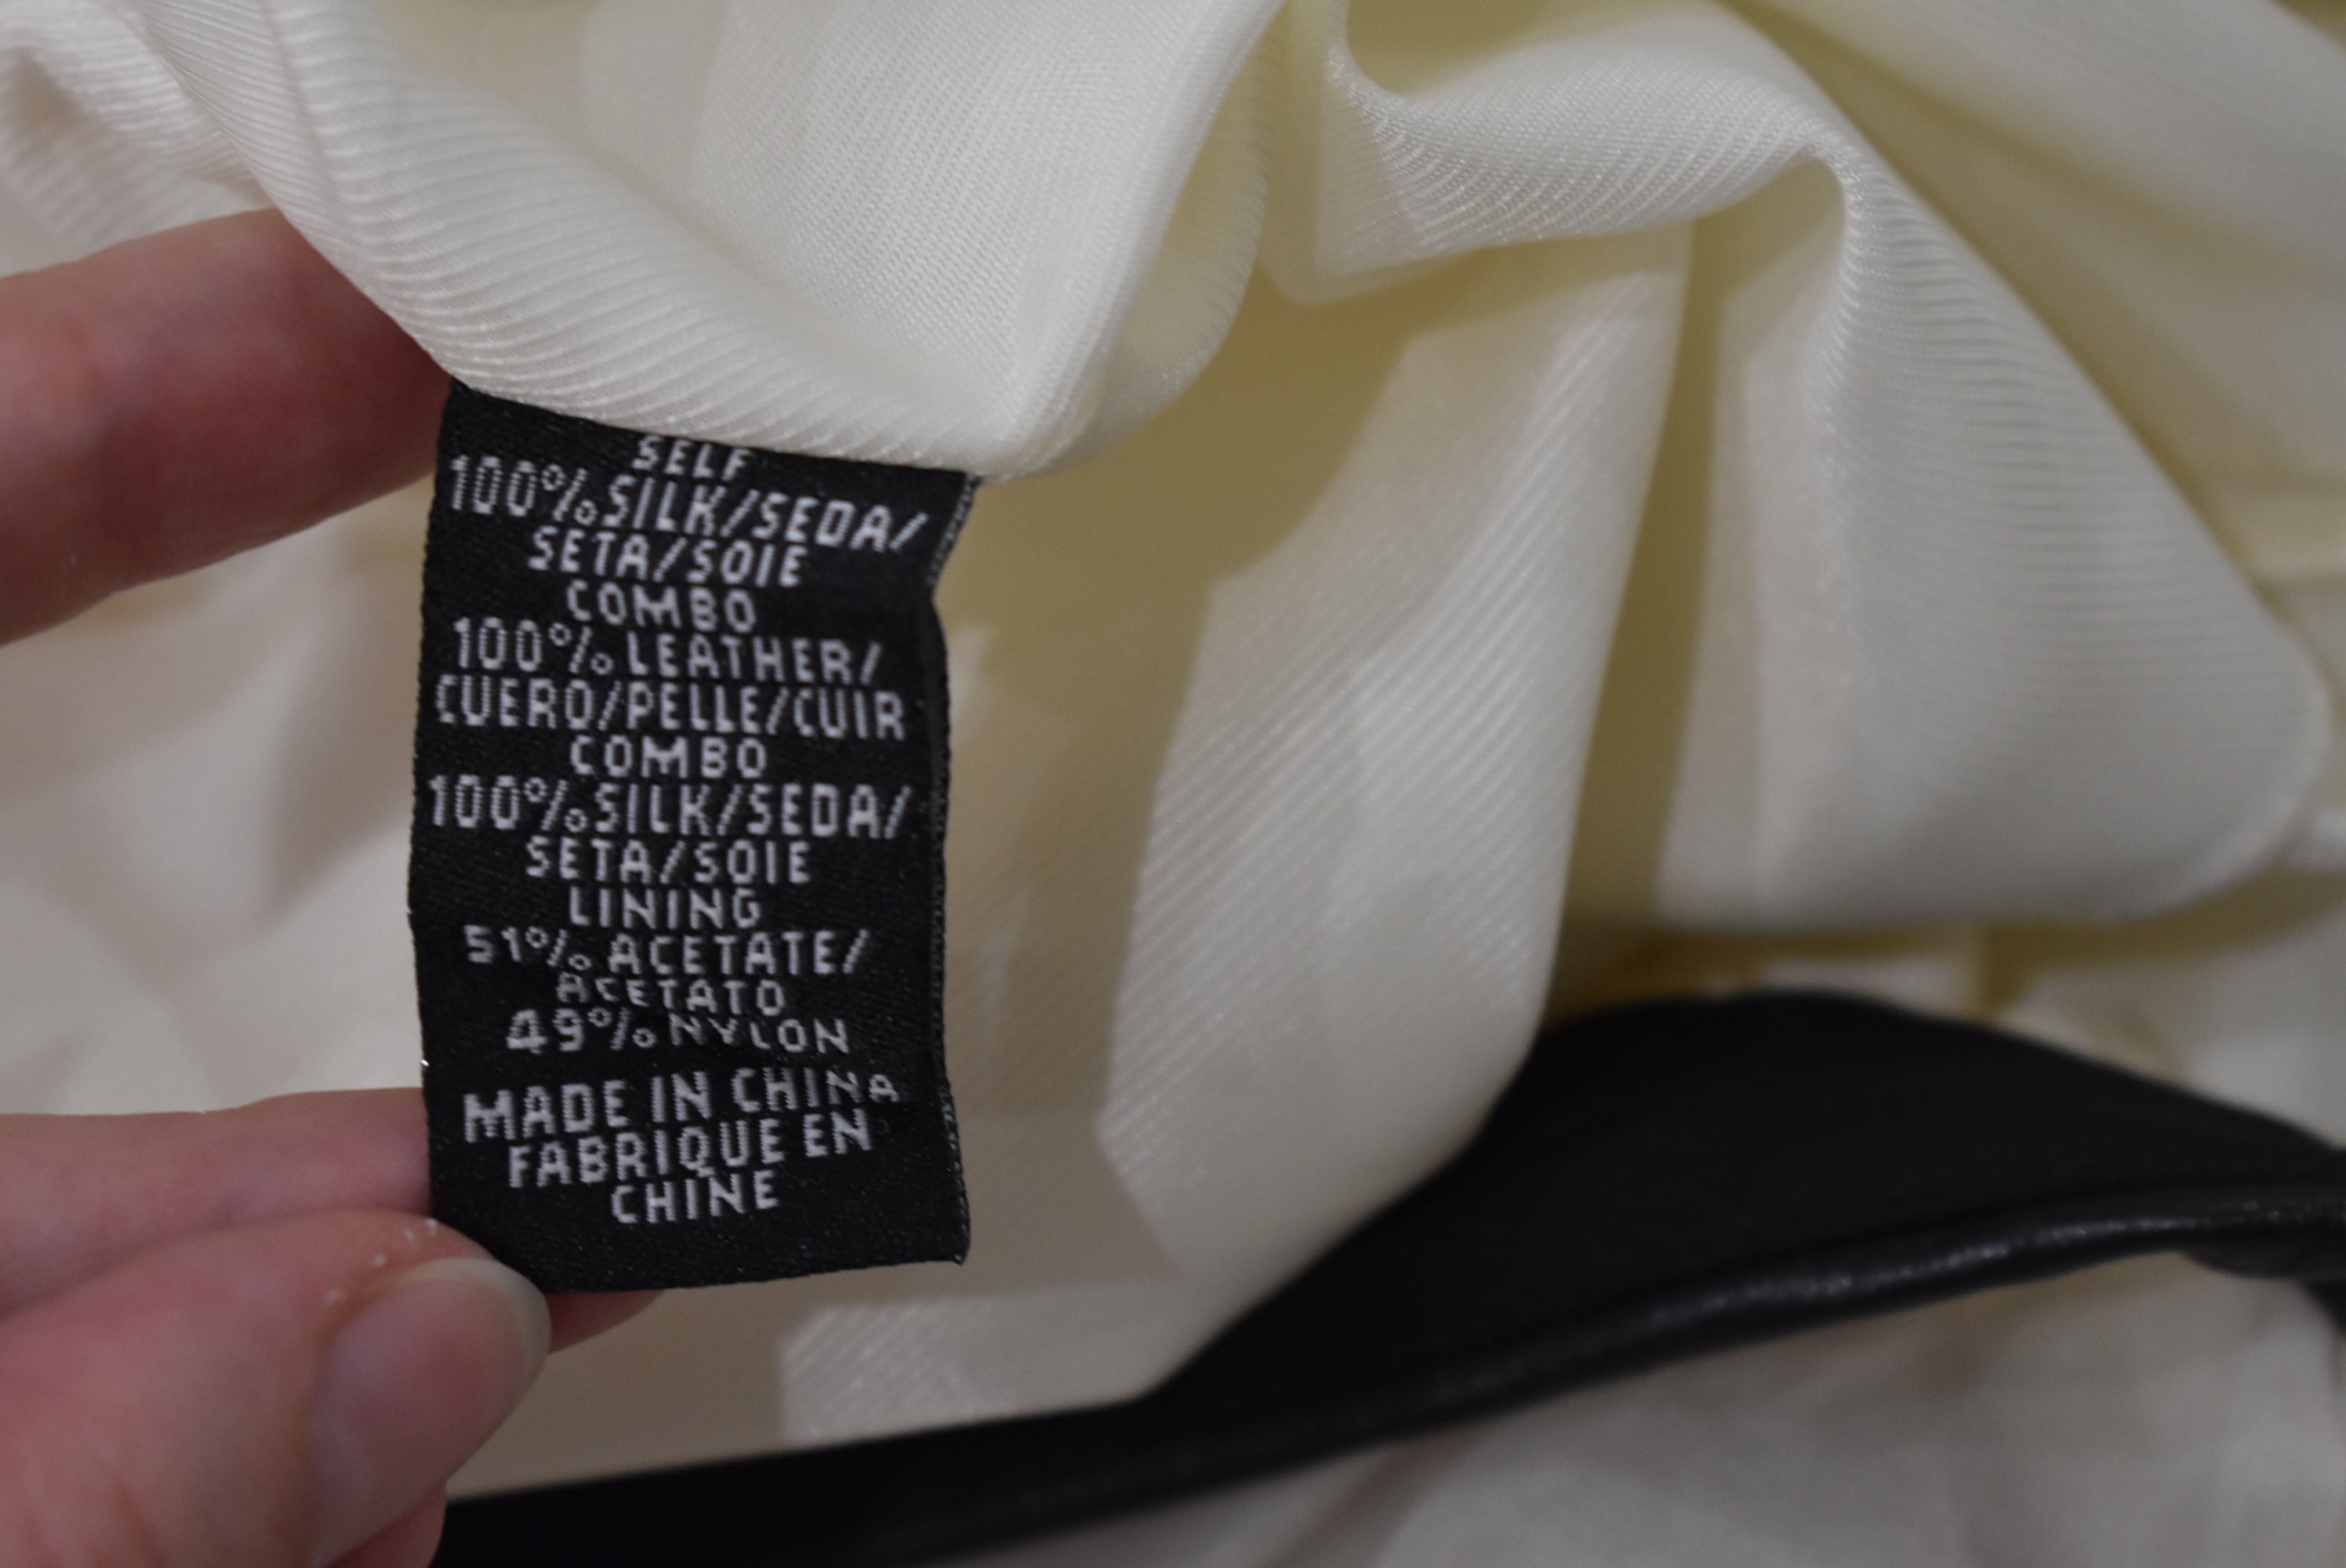 SELF
100% SILK/SEDA/
SETA/SOIE
COMBO
100% LEATHER/
CUERO/PELLE/CUIR
COMBO
100% SILK/SEDA/
SETA/SOIE
LINING
51% ACETATE/
ACETATO
49% NYLON
MADE IN CHINA
FABRIQUE EN
CHINE